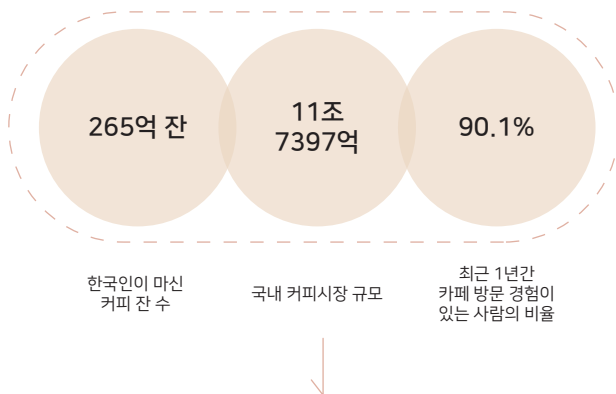 265억 잔
11조
7397억
90.1%
한국인이 마신
커피 잔 수
국내 커피시장 규모
최근 1년간
카페 방문 경험이
있는 사람의 비율